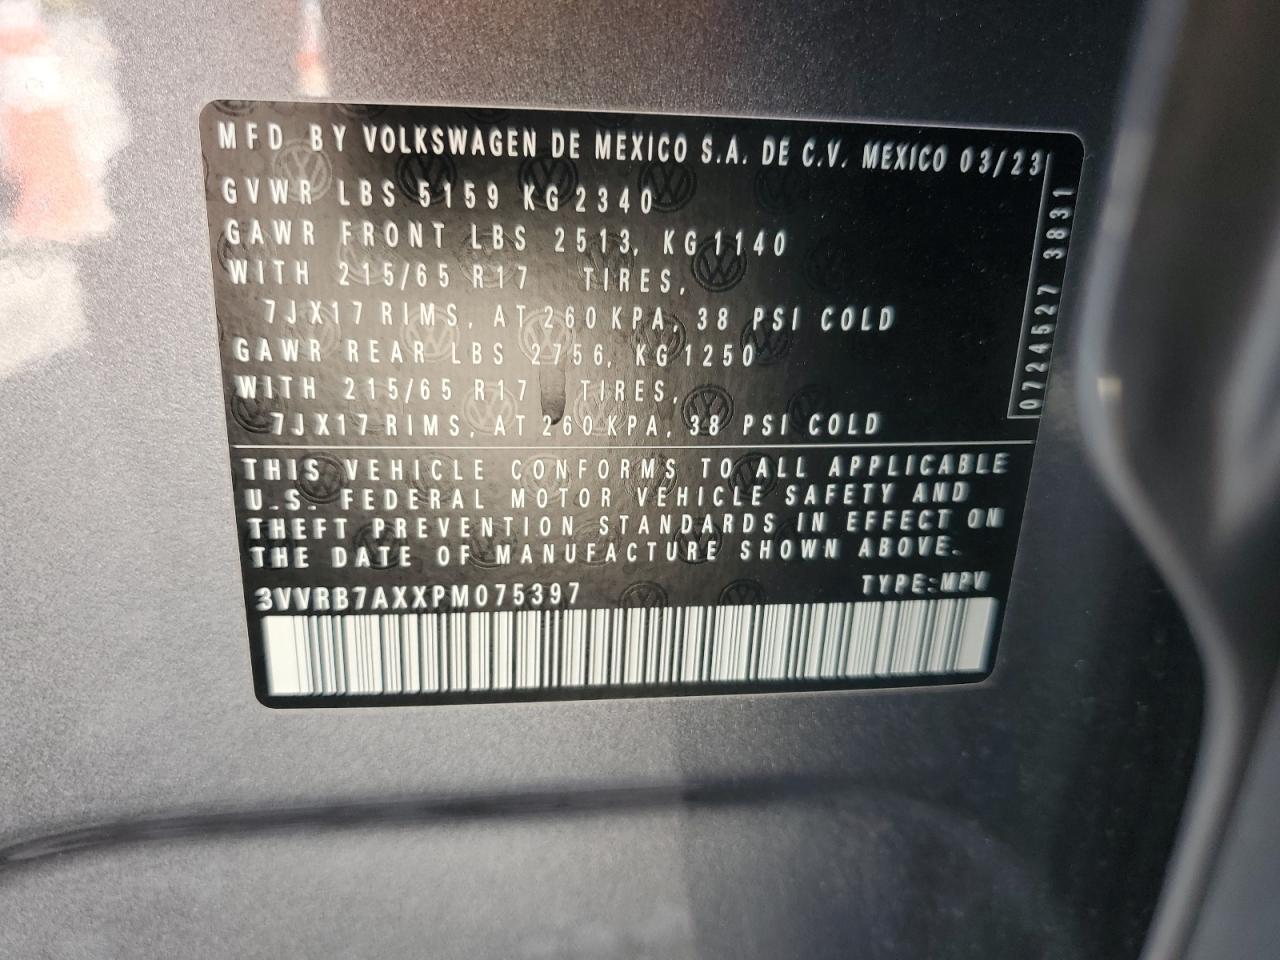 MFD BY VOLKSWAGEN DE MEXICO S.A. DE C.V. MEXICO 03/23
GVWR LBS 5159 KG 2340
GAWR FRONT LBS 2513, KG 1140
WITH 215/65 R17 TIRES,
7JX17 RIMS, AT 260 KPA, 38 PSI COLD
GAWR REAR LBS 2756, KG 1250
WITH 215/65 R17 TIRES,
7JX17 RIMS, AT 260 KPA, 38 PSI COLD
0724527 3831
THIS VEHICLE CONFORMS TO ALL APPLICABLE
U.S. FEDERAL MOTOR VEHICLE SAFETY AND
THEFT PREVENTION STANDARDS IN EFFECT ON
THE DATE OF MANUFACTURE SHOWN ABOVE.
3VVRB7AXXPM075397 TYPE:MPV